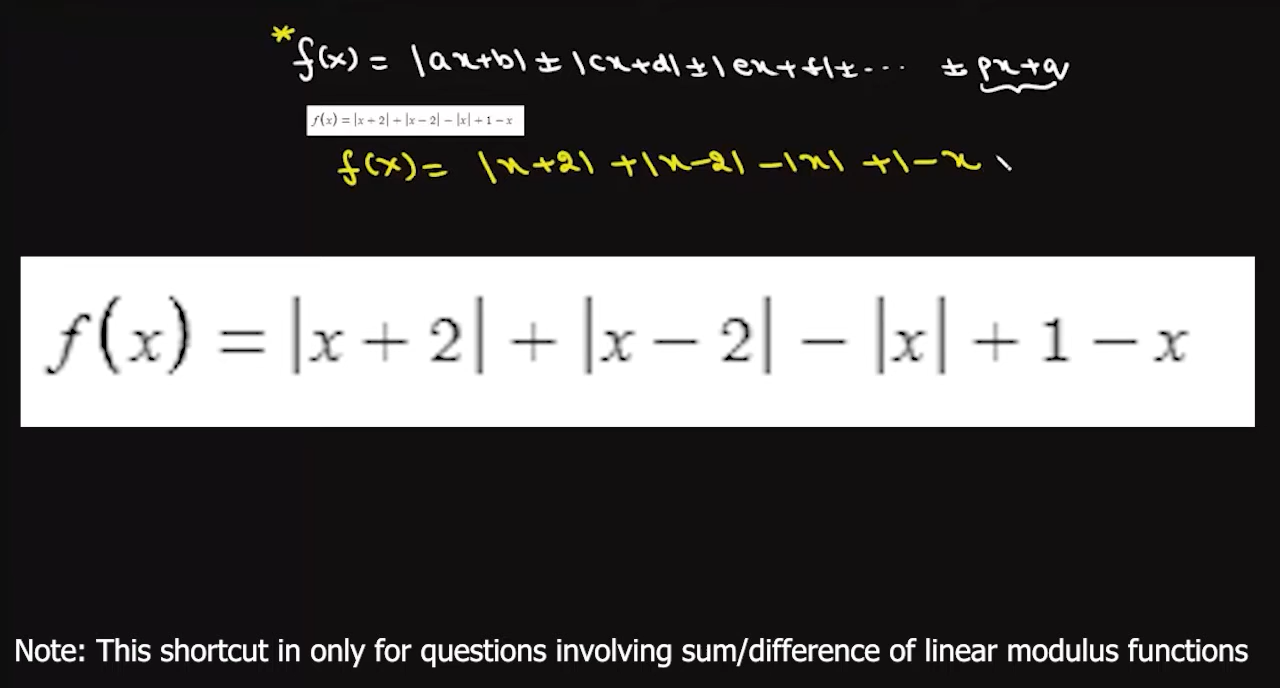 * f(x) = |ax+b| ± |cx+d| ± |ex+f| ± ... ± px+q
f(x) = |x + 2| + |x − 2| − |x| + 1 − x
f(x) = |x+2| + |x-2| - |x| + 1 - x
f(x) = |x + 2| + |x − 2| − |x| + 1 − x
Note: This shortcut in only for questions involving sum/difference of linear modulus functions